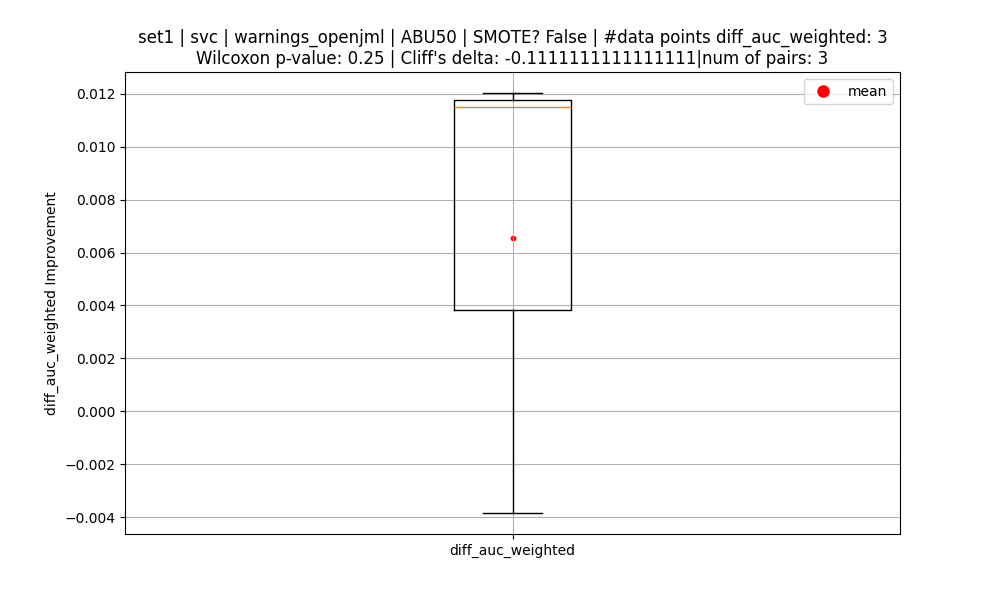 set1 | svc | warnings_openjml | ABU50 | SMOTE? False | #data points diff_auc_weighted: 3
Wilcoxon p-value: 0.25 | Cliff's delta: -0.1111111111111111|num of pairs: 3
mean
0.012
0.010
0.008
0.006
0.004
0.002
0.000
−0.002
−0.004
diff_auc_weighted Improvement
diff_auc_weighted